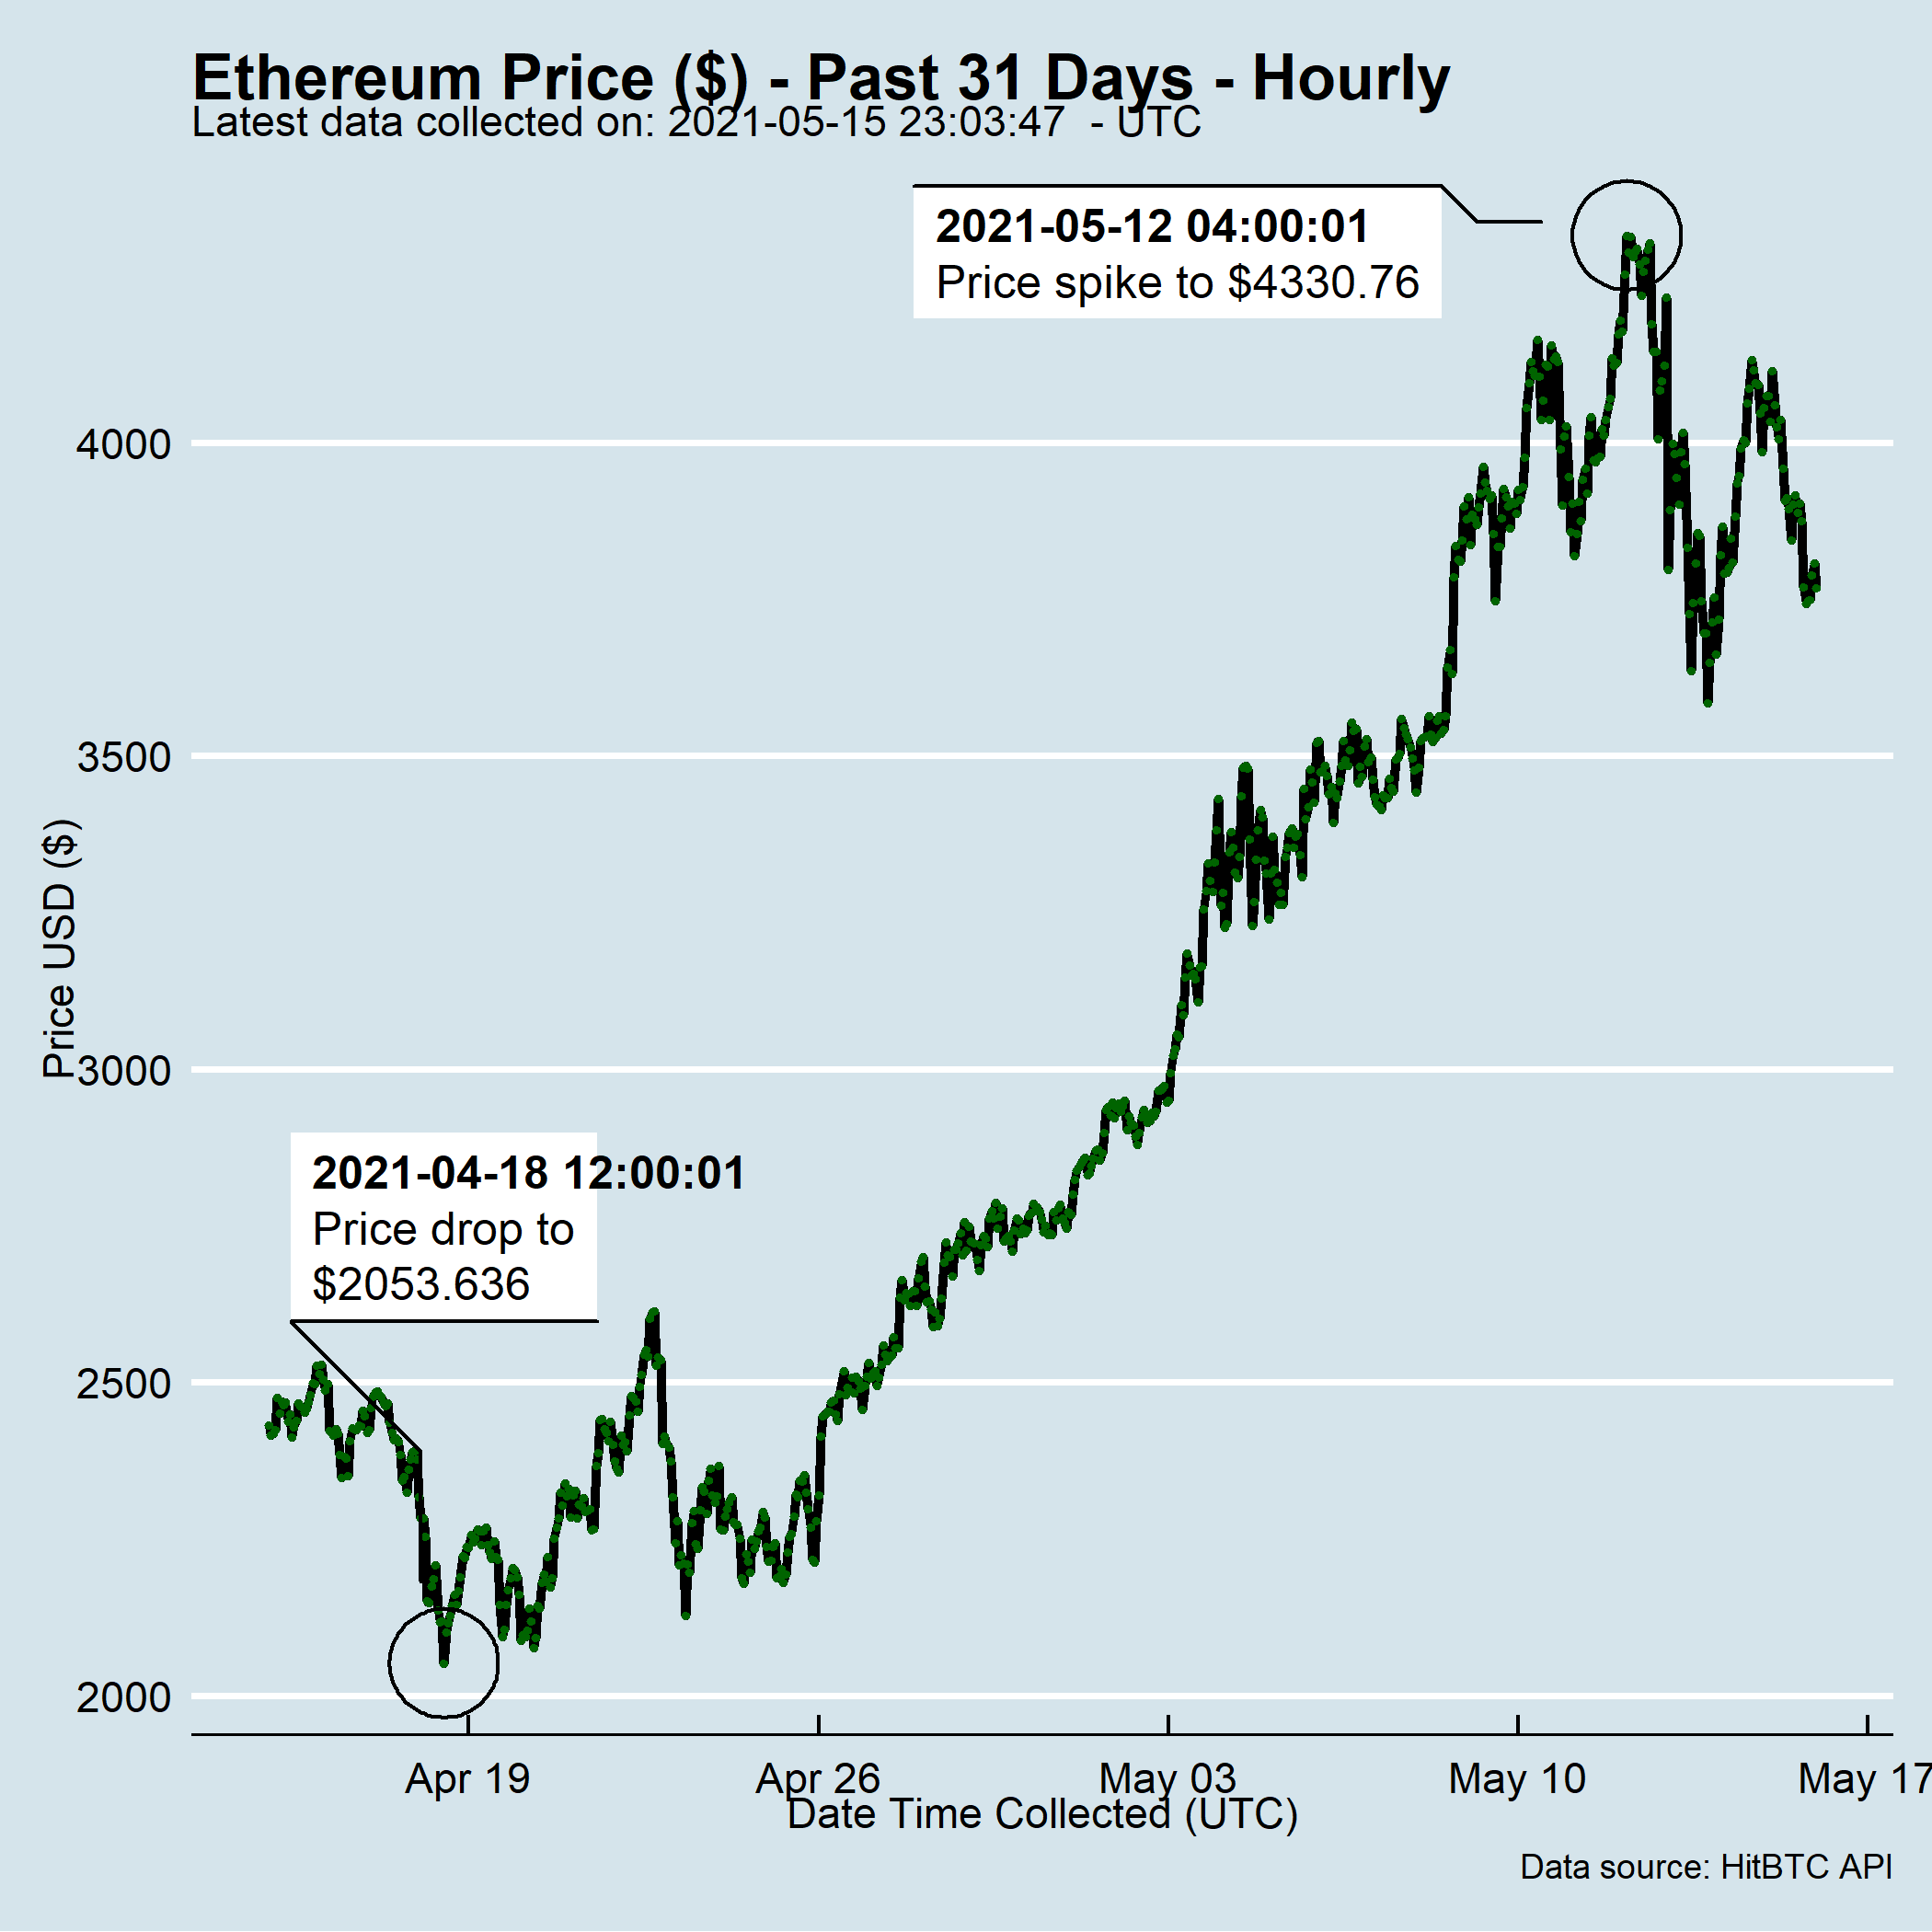 Ethereum Price ($) - Past 31 Days - Hourly
Latest data collected on: 2021-05-15 23:03:47  - UTC
2021-05-12 04:00:01
Price spike to $4330.76
4000
3500
3000
2500
2000
Price USD ($)
2021-04-18 12:00:01
Price drop to
$2053.636
Apr 19
Apr 26
May 03
May 10
May 17
Date Time Collected (UTC)
Data source: HitBTC API